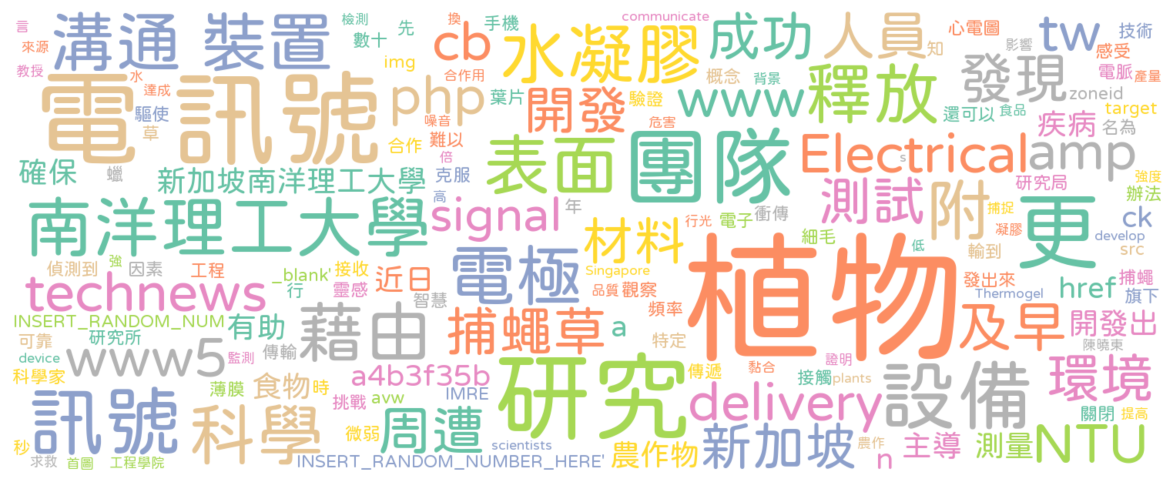 言
來源
教授
溝通
裝置
檢測
數十
先
換
手機
img
cb
合作用
communicate
水凝膠
成功
人員
知
心電圖
影響
tw
技術
感受
電脈
產量
水
達成
驅使
草
電
訊號
php
噪音
葉片
開發
概念
背景
驗證
www
釋放
發現
zoneid
還可以
食品
target
疾病
名為
確保
蠟
合作
難以
倍
克服
高
危害
表面
團隊
Electrical
s
amp
強度
新加坡南洋理工大學
南洋理工大學
signal
年
電子
衝傳
行光
細毛
測試
附
捕捉
凝膠
研究局
更
辦法
ck
develop
src
偵測到
強
因素
工程
_blank'
接收
近日
電極
材料
Singapore
品質
觀察
植物
低
輸到
發出來
捕蠅
technews
行
靈感
智慧
頻率
Thermogel
href
旗下
INSERT_RANDOM_NUM
有助
藉由
捕蠅草
a
特定
及早
開發出
可靠
研究所
device
www5
監測
傳輸
a4b3f35b
研究
傳遞
黏合
證明
plants
設備
陳曉東
環境
科學家
薄膜
食物
時
挑戰
avw
IMRE
接觸
delivery
關閉
提高
訊號
科學
微弱
周遭
scientists
農作物
新加坡
農作
n
主導
測量
NTU
秒
求救
首圖
工程學院
INSERT_RANDOM_NUMBER_HERE'